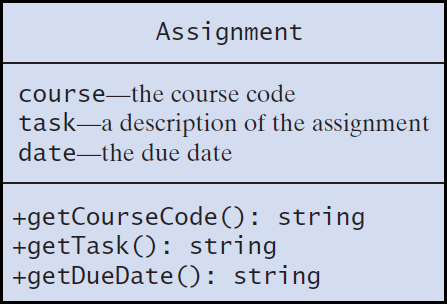 Assignment
course—the course code
task—a description of the assignment
date—the due date
+getCourseCode(): string
+getTask(): string
+getDueDate(): string